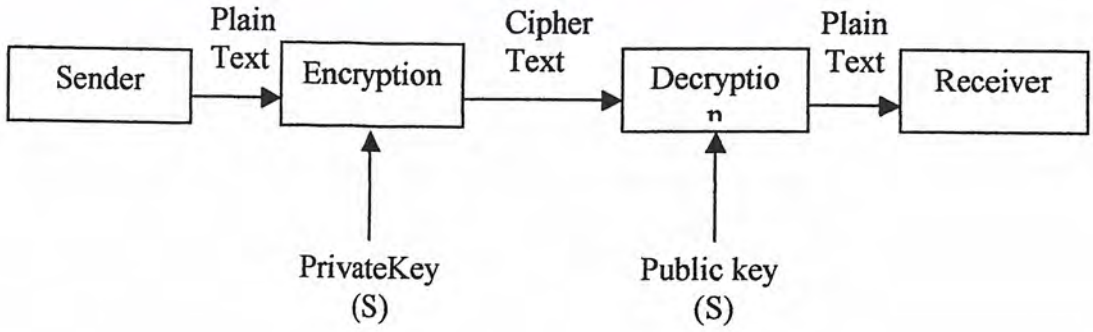 Plain
Text
Cipher
Text
Plain
Text
Sender
Encryption
Decryptio
n
Receiver
PrivateKey
(S)
Public key
(S)